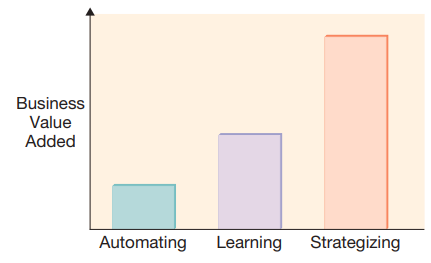 Business
Value
Added
Automating Learning Strategizing